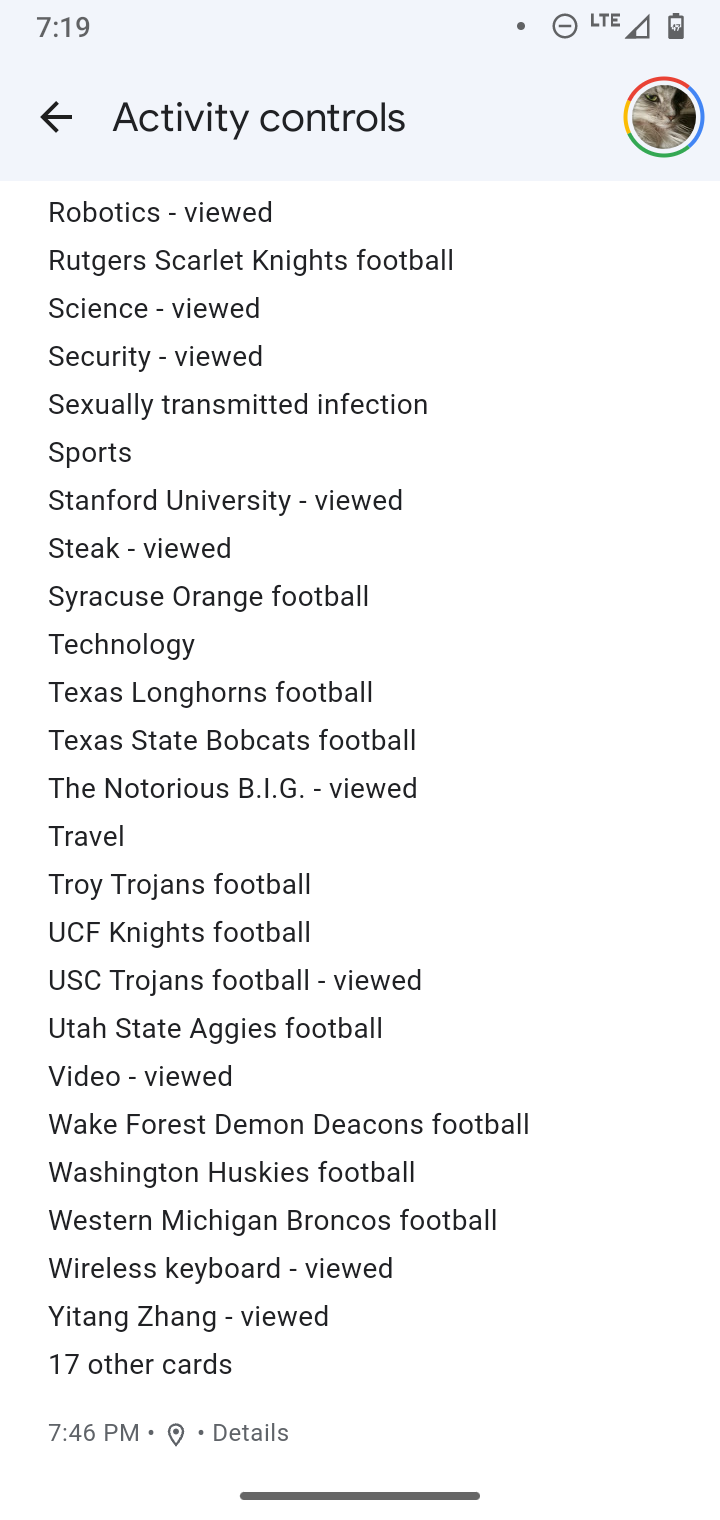 7:19
LTE
Activity controls
Robotics - viewed
Rutgers Scarlet Knights football
Science - viewed
Security - viewed
Sexually transmitted infection
Sports
Stanford University - viewed
Steak - viewed
Syracuse Orange football
Technology
Texas Longhorns football
Texas State Bobcats football
The Notorious B.I.G. - viewed
Travel
Troy Trojans football
UCF Knights football
USC Trojans football - viewed
Utah State Aggies football
Video - viewed
Wake Forest Demon Deacons football
Washington Huskies football
Western Michigan Broncos football
Wireless keyboard - viewed
Yitang Zhang - viewed
17 other cards
7:46 PM • • Details